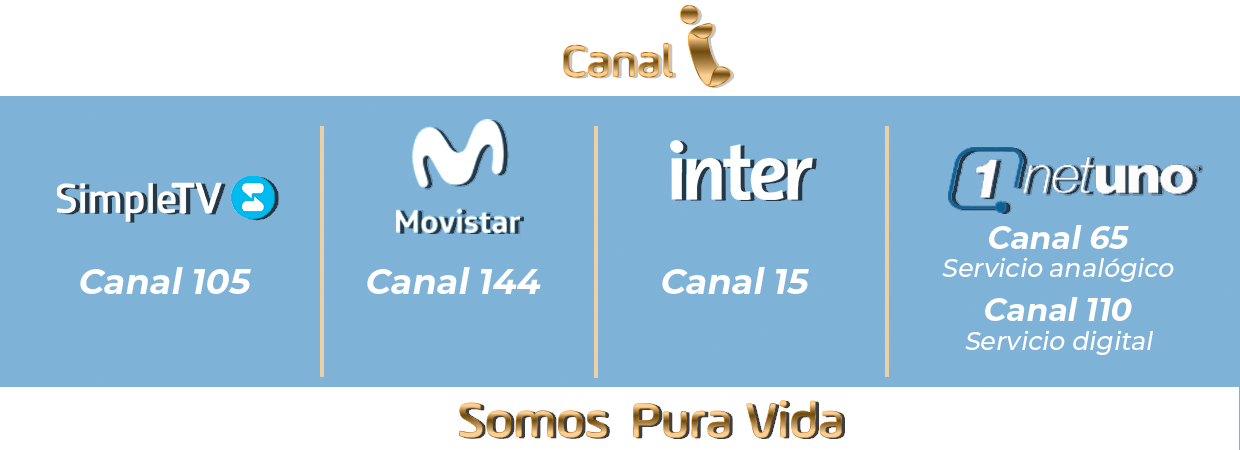 Canal i
SimpleTV
Canal 105
Movistar
Canal 144
inter
Canal 15
1 netuno
Canal 65
Servicio analógico
Canal 110
Servicio digital
Somos Pura Vida